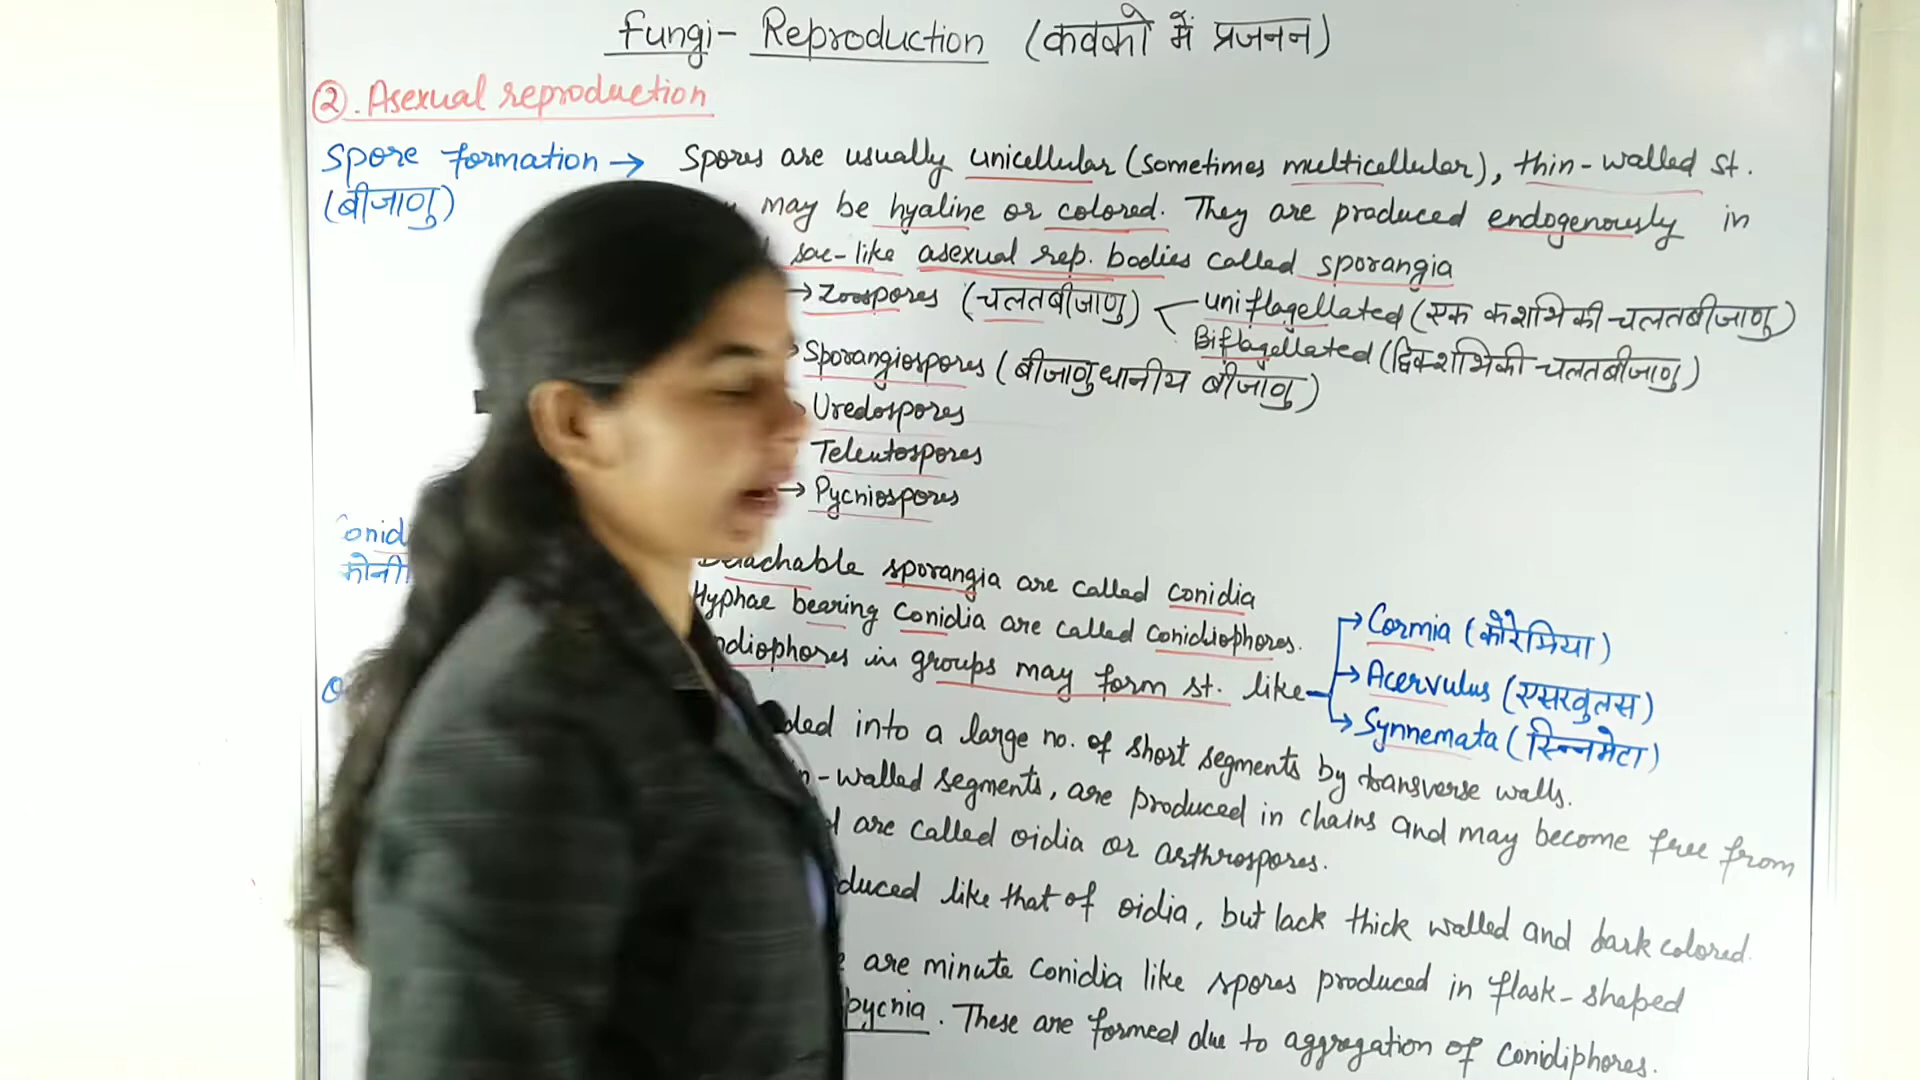 Fungi - Reproduction (कवको में प्रजनन)
②. Asexual reproduction
Spore formation → Spores are usually unicellular (sometimes multicellular), thin-walled st.
(बीजाणु) may be hyaline or colored. They are produced endogenously in
sac-like asexual rep. bodies called sporangia
→ Zoospores (चलतबीजाणु) uniflagellated (एक कशाभिकी-चलतबीजाणु)
Biflagellated (द्विकशाभिकी-चलतबीजाणु)
Sporangiospores (बीजाणुधानीय बीजाणु)
Uredospores
Teleutospores
→ Pycniospores
Detachable sporangia are called conidia
Hyphae bearing Conidia are called Conidiophores.
in groups may form st. like
→ Cormia (कौरेमिया)
→ Acervulus (एसरवुलस)
→ Synnemata (सिन्नमेटा)
into a large no. of short segments by transverse walls.
-walled segments, are produced in chains and may become free from
are called oidia or arthrospores.
like that of oidia, but lack thick walled and dark colored.
are minute Conidia like spores produced in flask-shaped
pycnia. These are formed due to aggregation of conidiphores.